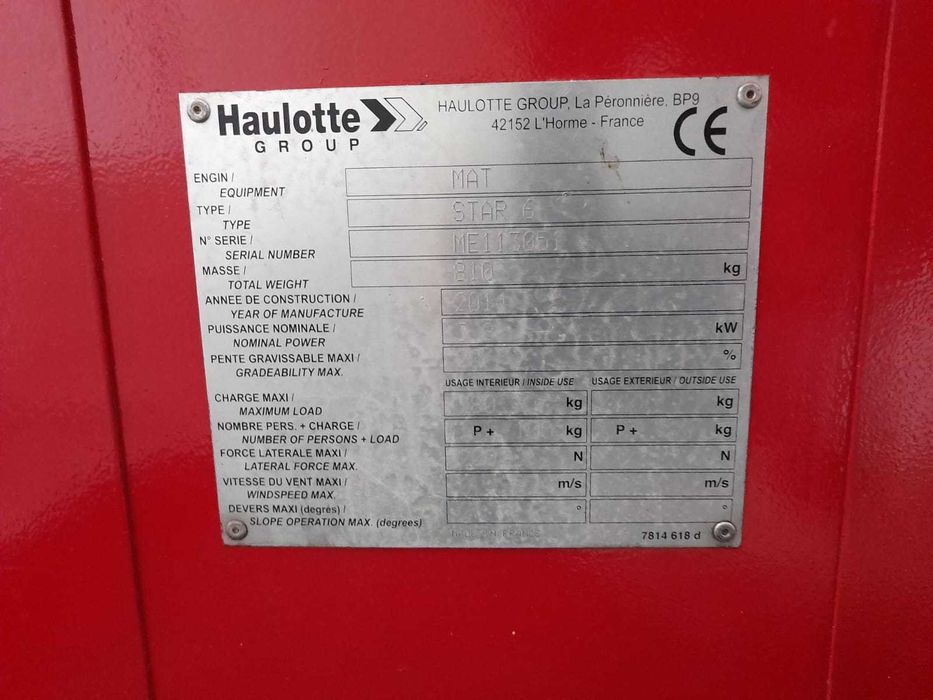 Haulotte
GROUP
HAULOTTE GROUP, La Péronnière, BP9
42152 L'Horme - France
CE
ENGIN / MAT
EQUIPMENT
TYPE / STAR 6
TYPE
N° SERIE / ME113051
SERIAL NUMBER
MASSE / 810 kg
TOTAL WEIGHT
ANNEE DE CONSTRUCTION /
YEAR OF MANUFACTURE
PUISSANCE NOMINALE / kW
NOMINAL POWER
PENTE GRAVISSABLE MAXI / %
GRADEABILITY MAX.
USAGE INTERIEUR / INSIDE USE USAGE EXTERIEUR / OUTSIDE USE
CHARGE MAXI / kg kg
MAXIMUM LOAD
NOMBRE PERS. + CHARGE / P + kg P + kg
NUMBER OF PERSONS + LOAD
FORCE LATERALE MAXI / N N
LATERAL FORCE MAX.
VITESSE DU VENT MAXI / m/s m/s
WINDSPEED MAX.
DEVERS MAXI (degrés) / ° °
SLOPE OPERATION MAX. (degrees)
MADE IN FRANCE 7814 618 d